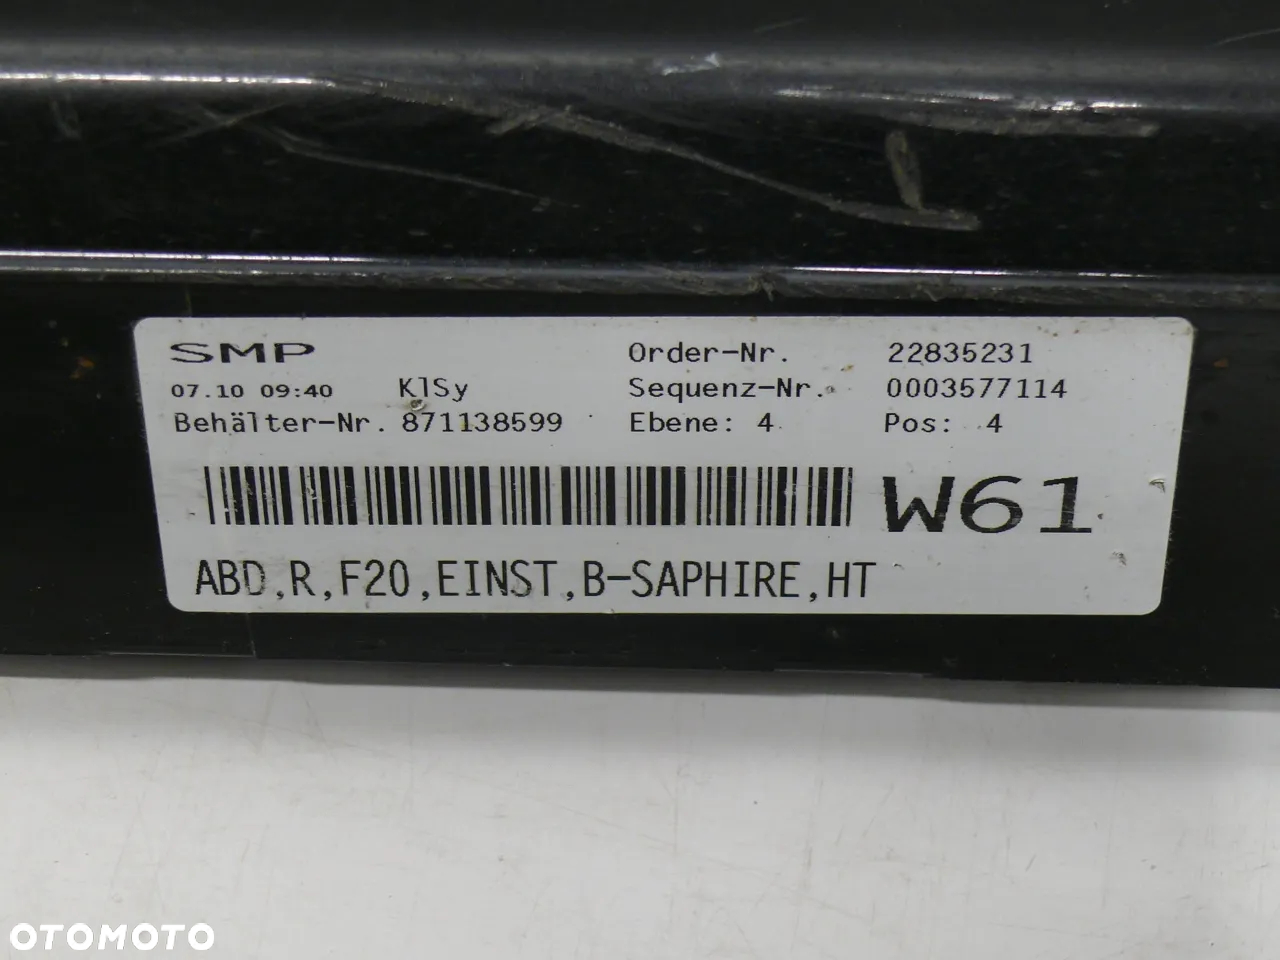 SMP Order-Nr. 22835231
07.10 09:40 KlSy Sequenz-Nr. 0003577114
Behälter-Nr. 871138599 Ebene: 4 Pos: 4
W61
ABD,R,F20,EINST,B-SAPHIRE,HT
OTOMOTO